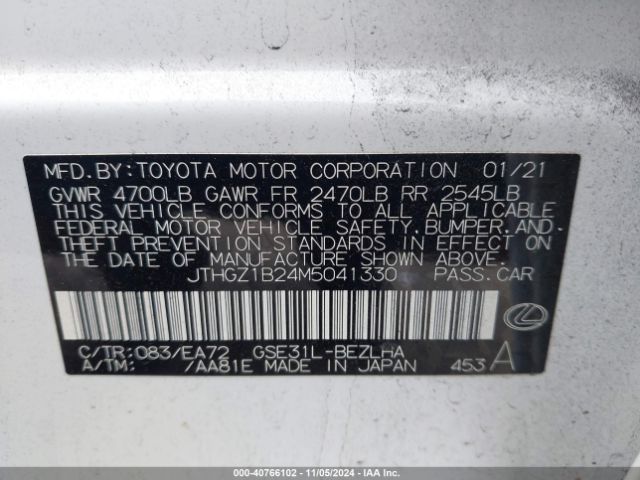 MFD.BY:TOYOTA MOTOR CORPORATION 01/21
GVWR 4700LB GAWR FR 2470LB RR 2545LB
THIS VEHICLE CONFORMS TO ALL APPLICABLE
FEDERAL MOTOR VEHICLE SAFETY,BUMPER,AND
THEFT PREVENTION STANDARDS IN EFFECT ON
THE DATE OF MANUFACTURE SHOWN ABOVE.
JTHGZ1B24M5041330 PASS.CAR
C/TR:083/EA72 GSE31L-BEZLHA
A/TM: /AA81E MADE IN JAPAN 453 A
000-40766102 - 11/05/2024 - IAA Inc.